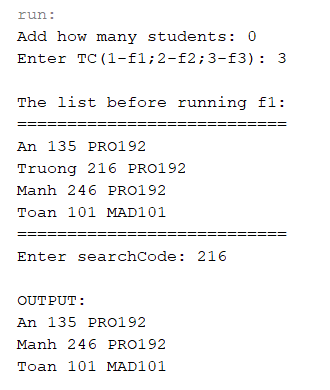 run:
Add how many students: 0
Enter TC(1-f1;2-f2;3-f3): 3
The list before running f1:
===========================
An 135 PRO192
Truong 216 PRO192
Manh 246 PRO192
Toan 101 MAD101
===========================
Enter searchCode: 216
OUTPUT:
An 135 PRO192
Manh 246 PRO192
Toan 101 MAD101